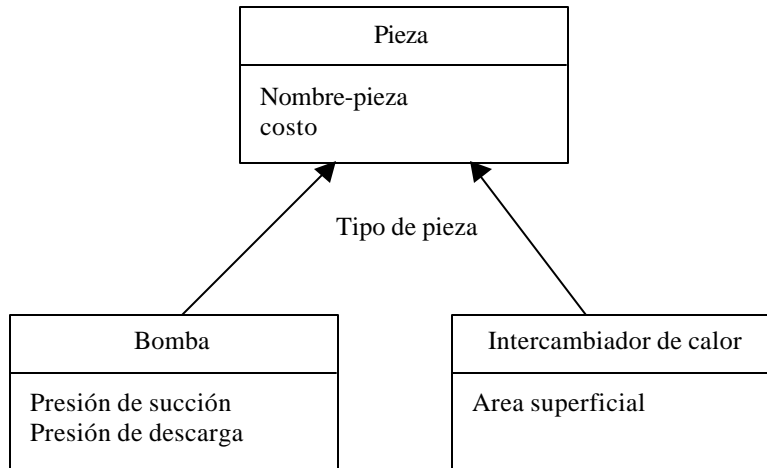 Pieza
Nombre-pieza
costo
Tipo de pieza
Bomba
Presión de succión
Presión de descarga
Intercambiador de calor
Area superficial